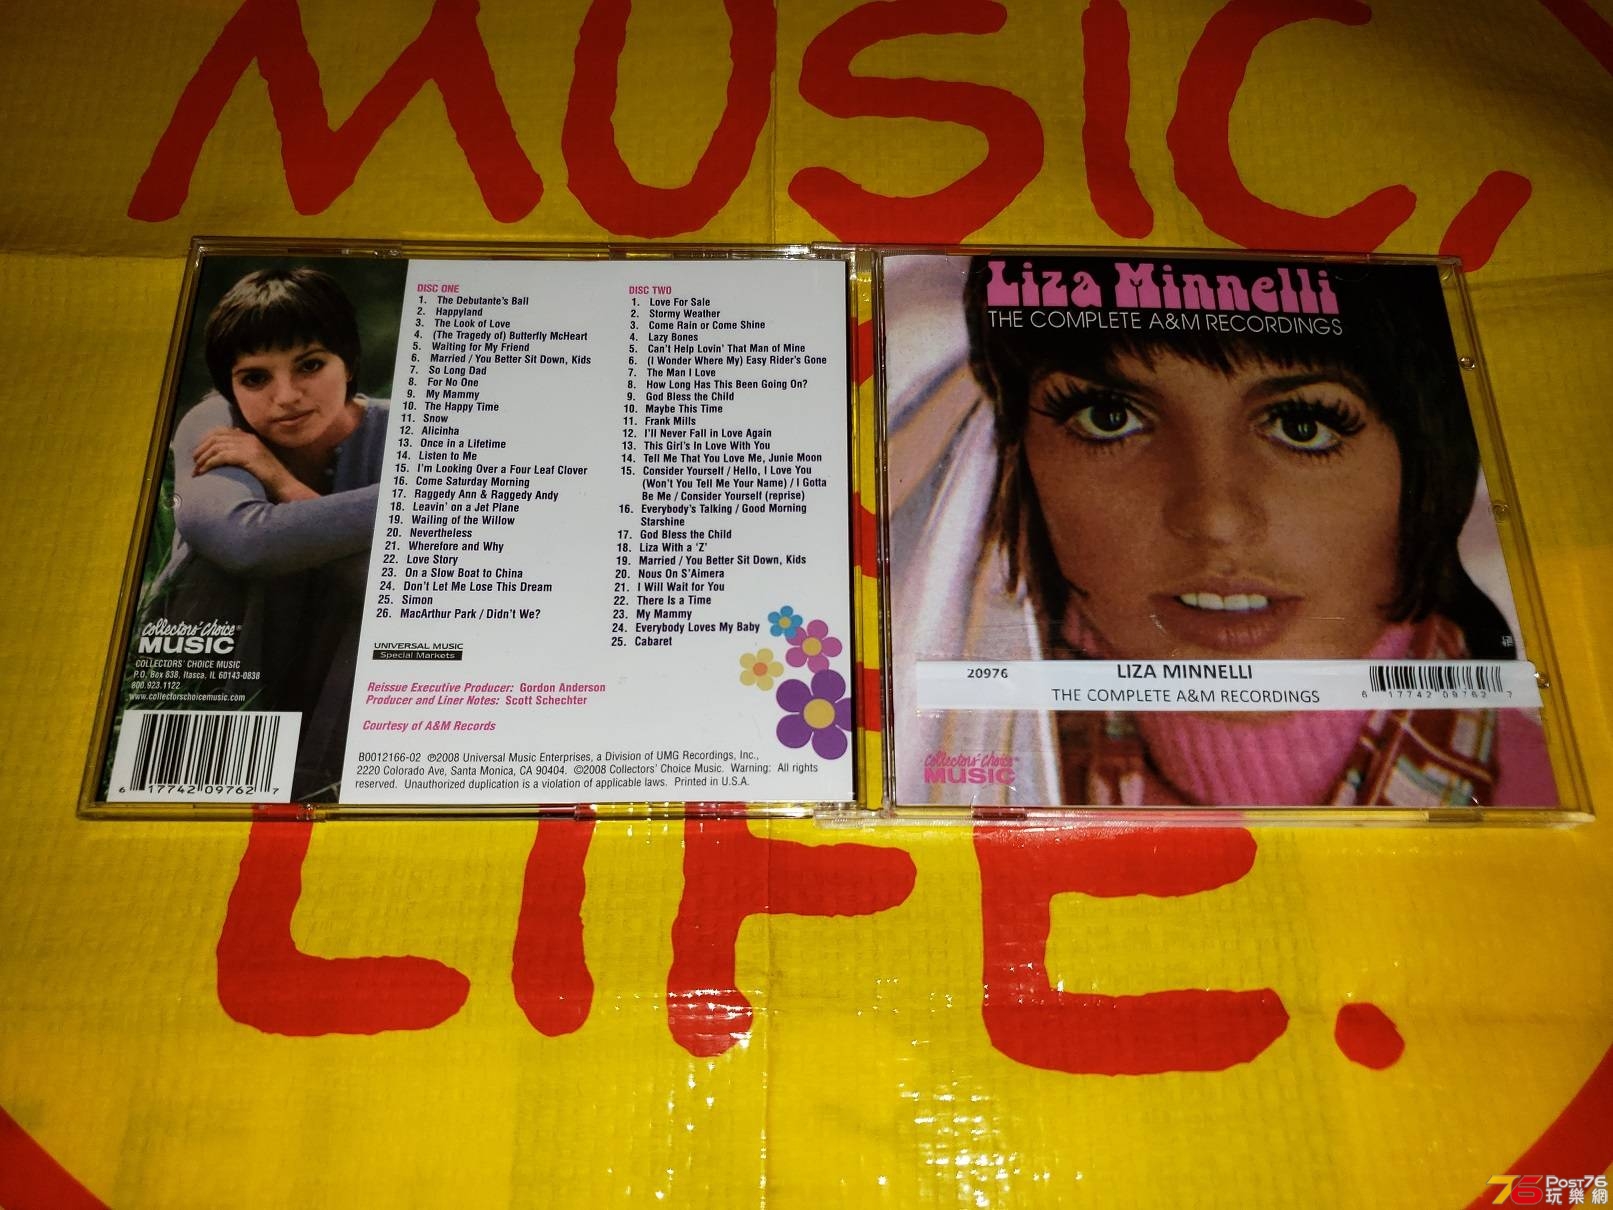 MUSIC,
DISC ONE
1. The Debutante's Ball
2. Happyland
3. The Look of Love
4. (The Tragedy of) Butterfly McHeart
5. Waiting for My Friend
6. Married / You Better Sit Down, Kids
7. So Long Dad
8. For No One
9. My Mammy
10. The Happy Time
11. Snow
12. Alicinha
13. Once in a Lifetime
14. Listen to Me
15. I'm Looking Over a Four Leaf Clover
16. Come Saturday Morning
17. Raggedy Ann & Raggedy Andy
18. Leavin' on a Jet Plane
19. Wailing of the Willow
20. Nevertheless
21. Wherefore and Why
22. Love Story
23. On a Slow Boat to China
24. Don't Let Me Lose This Dream
25. Simon
26. MacArthur Park / Didn't We?
DISC TWO
1. Love For Sale
2. Stormy Weather
3. Come Rain or Come Shine
4. Lazy Bones
5. Can't Help Lovin' That Man of Mine
6. (I Wonder Where My) Easy Rider's Gone
7. The Man I Love
8. How Long Has This Been Going On?
9. God Bless the Child
10. Maybe This Time
11. Frank Mills
12. I'll Never Fall in Love Again
13. This Girl's In Love With You
14. Tell Me That You Love Me, Junie Moon
15. Consider Yourself / Hello, I Love You
(Won't You Tell Me Your Name) / I Gotta
Be Me / Consider Yourself (reprise)
16. Everybody's Talking / Good Morning
Starshine
17. God Bless the Child
18. Liza With a 'Z'
19. Married / You Better Sit Down, Kids
20. Nous On S'Aimera
21. I Will Wait for You
22. There Is a Time
23. My Mammy
24. Everybody Loves My Baby
25. Cabaret
collectors' choice®
MUSIC
COLLECTORS' CHOICE MUSIC
P.O. Box 838, Itasca, IL 60143-0838
800.923.1122
www.collectorschoicemusic.com
6 17742 09762 7
UNIVERSAL MUSIC
Special Markets
Reissue Executive Producer: Gordon Anderson
Producer and Liner Notes: Scott Schechter
Courtesy of A&M Records
B0012166-02 ℗2008 Universal Music Enterprises, a Division of UMG Recordings, Inc.,
2220 Colorado Ave, Santa Monica, CA 90404. ©2008 Collectors' Choice Music. Warning: All rights
reserved. Unauthorized duplication is a violation of applicable laws. Printed in U.S.A.
Liza Minnelli
THE COMPLETE A&M RECORDINGS
20976
LIZA MINNELLI
THE COMPLETE A&M RECORDINGS
6 17742 09762 7
collectors' choice®
MUSIC
LIFE.
76 Post76
玩樂網